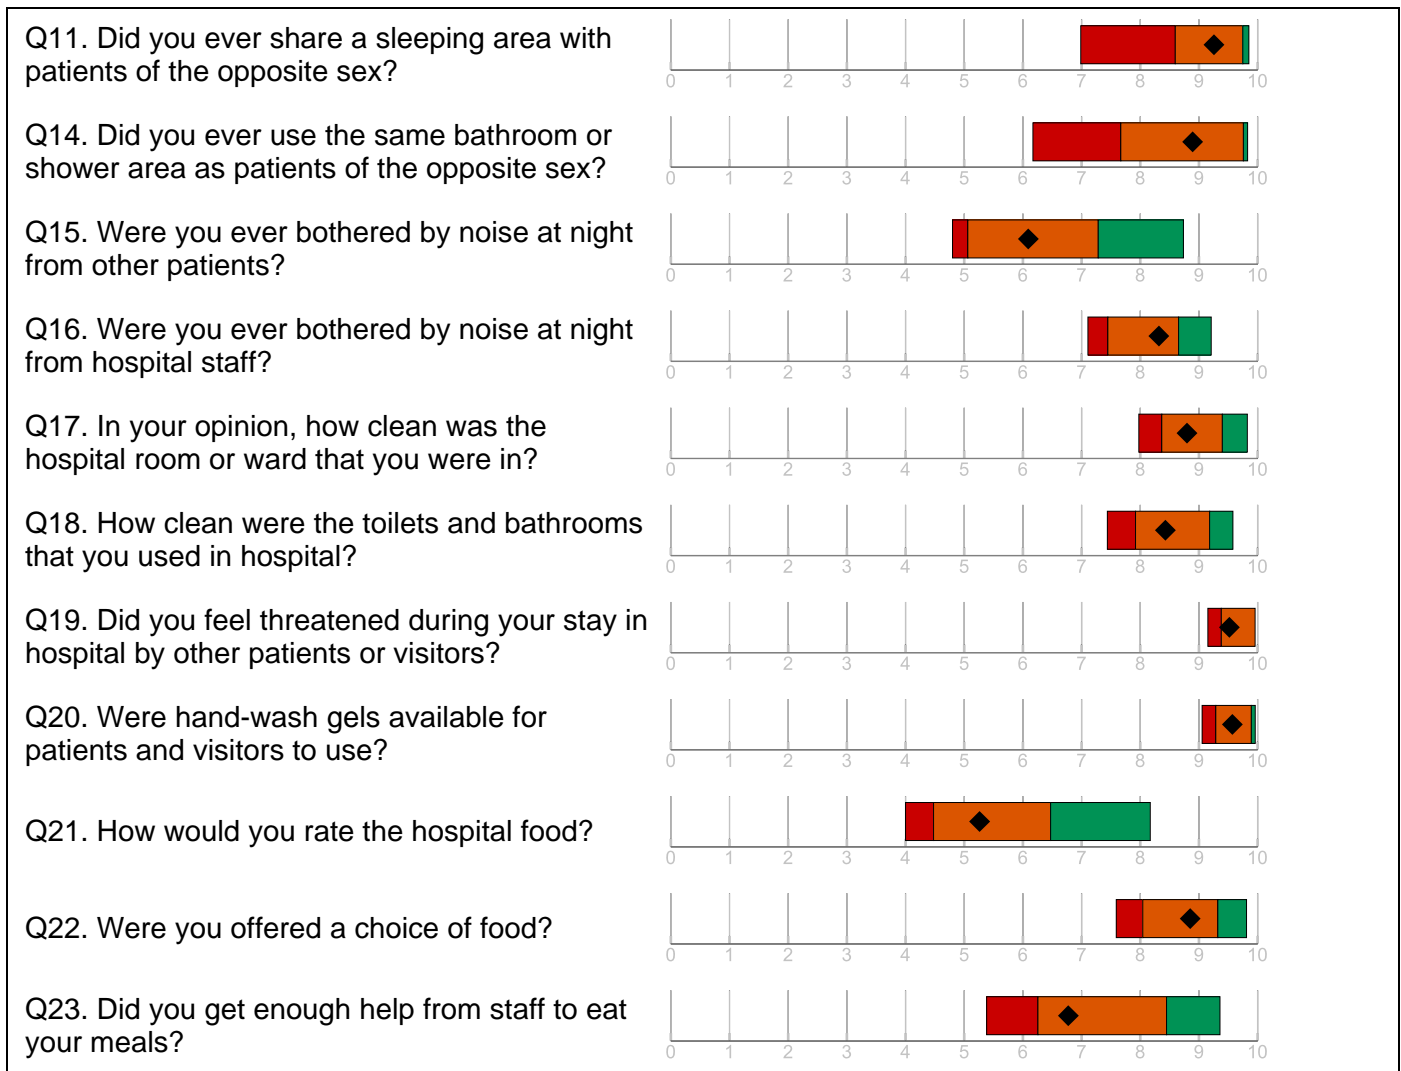 Q11. Did you ever share a sleeping area with
patients of the opposite sex?
0 1 2 3 4 5 6 7 8 9 10
Q14. Did you ever use the same bathroom or
shower area as patients of the opposite sex?
0 1 2 3 4 5 6 7 8 9 10
Q15. Were you ever bothered by noise at night
from other patients?
0 1 2 3 4 5 6 7 8 9 10
Q16. Were you ever bothered by noise at night
from hospital staff?
0 1 2 3 4 5 6 7 8 9 10
Q17. In your opinion, how clean was the
hospital room or ward that you were in?
0 1 2 3 4 5 6 7 8 9 10
Q18. How clean were the toilets and bathrooms
that you used in hospital?
0 1 2 3 4 5 6 7 8 9 10
Q19. Did you feel threatened during your stay in
hospital by other patients or visitors?
0 1 2 3 4 5 6 7 8 9 10
Q20. Were hand-wash gels available for
patients and visitors to use?
0 1 2 3 4 5 6 7 8 9 10
Q21. How would you rate the hospital food?
0 1 2 3 4 5 6 7 8 9 10
Q22. Were you offered a choice of food?
0 1 2 3 4 5 6 7 8 9 10
Q23. Did you get enough help from staff to eat
your meals?
0 1 2 3 4 5 6 7 8 9 10